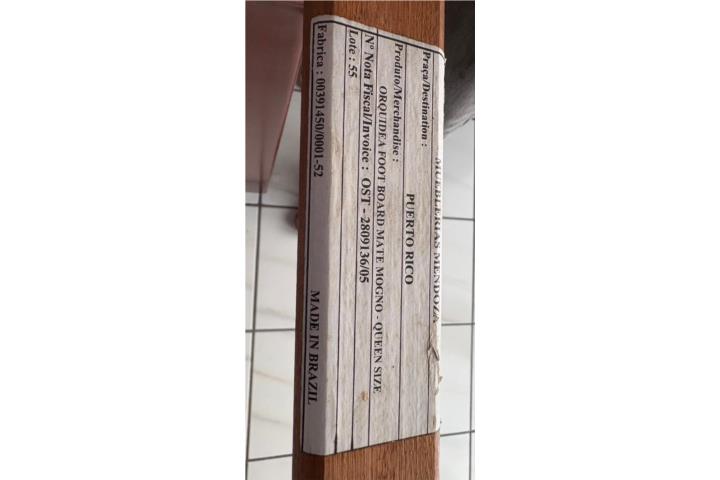 MUEBLERIAS MENDOZA
Praça/Destination :
PUERTO RICO
Produto/Merchandise :
ORQUIDEA FOOT BOARD MATE MOGNO - QUEEN SIZE
Nº Nota Fiscal/Invoice : OST - 2809136/05
Lote : 55
Fabrica : 00391450/0001-52 MADE IN BRAZIL